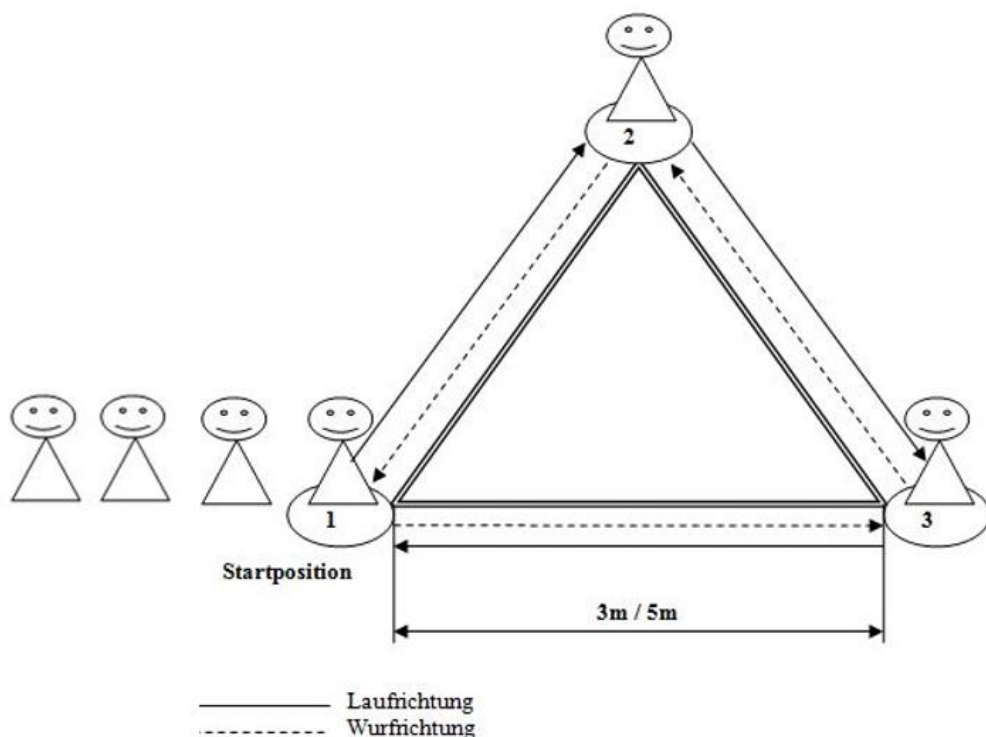 2
1
3
Startposition
3m / 5m
Laufrichtung
Wurfrichtung